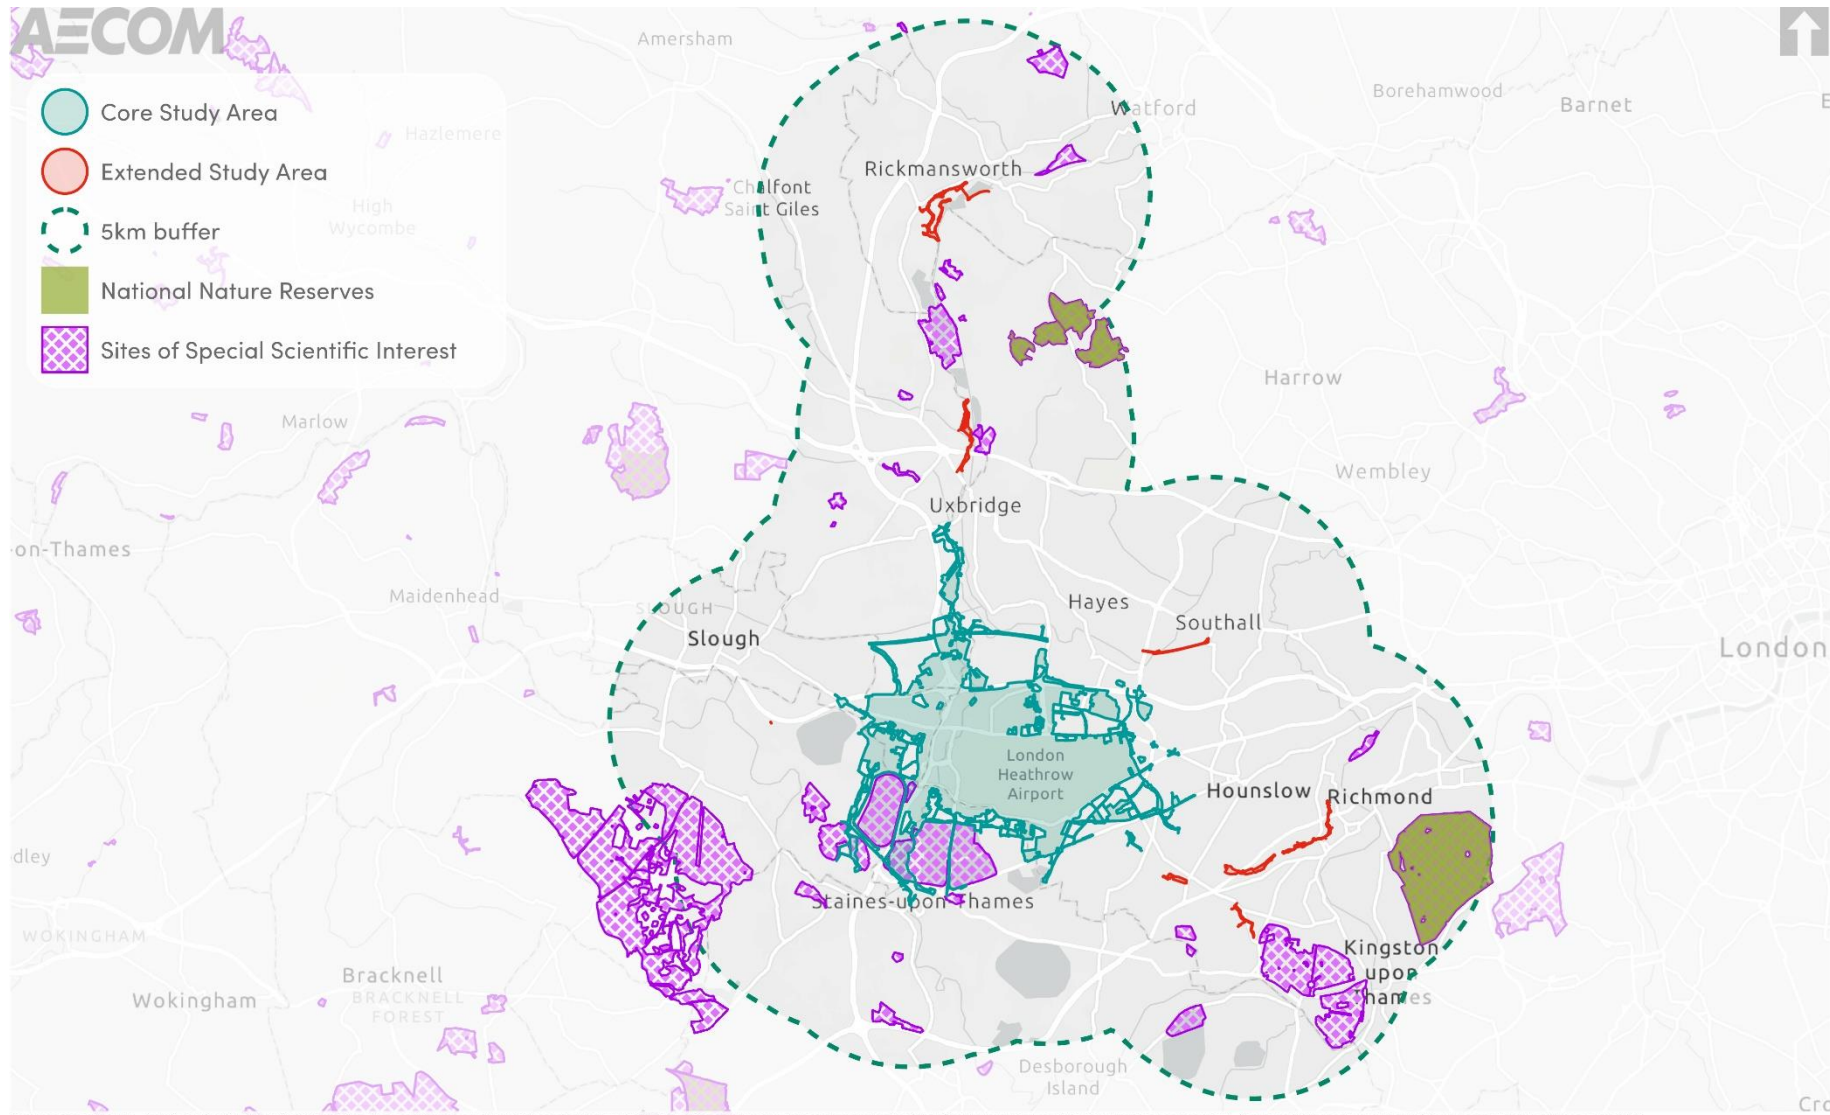 AECOM
Core Study Area
Extended Study Area
5km buffer
National Nature Reserves
Sites of Special Scientific Interest
Amersham
Hazlemere
High
Wycombe
Chalfont
Saint Giles
Rickmansworth
Watford
Borehamwood
Barnet
E
Marlow
Harrow
Wembley
Uxbridge
-on-Thames
Maidenhead
SLOUGH
Slough
Hayes
Southall
London
London
Heathrow
Airport
Hounslow
Richmond
dley
Staines-upon-Thames
WOKINGHAM
Wokingham
Bracknell
BRACKNELL
FOREST
Kingston
upon
Thames
Desborough
Island
Cro